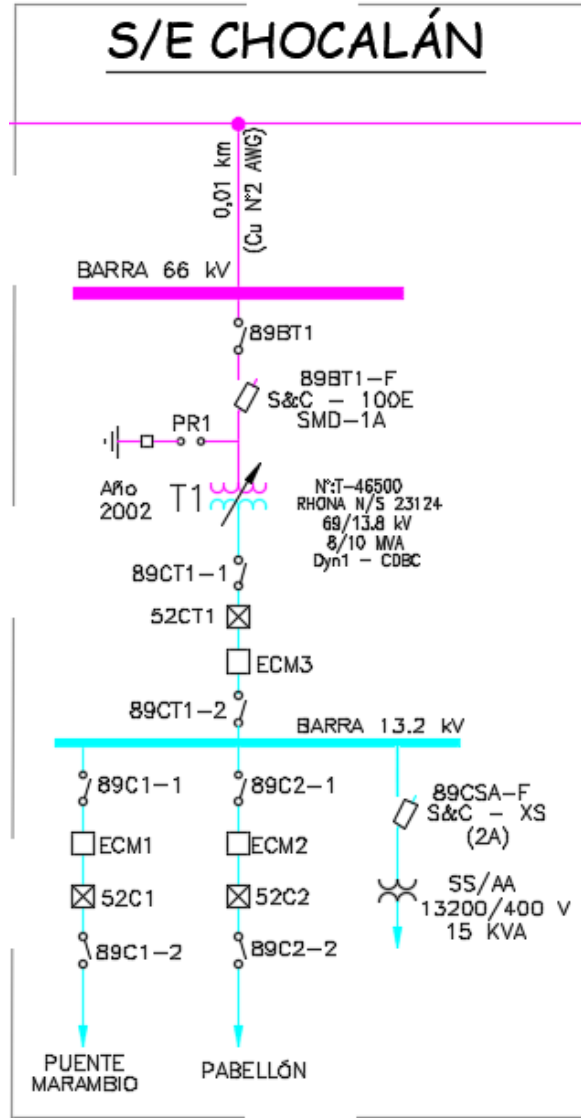 S/E CHOCALÁN
0,01 km
(Cu N°2 AWG)
BARRA 66 kV
89BT1
89BT1-F
S&C - 100E
SMD-1A
PR1
Año
2002
T1
N°:T-46500
RHONA N/S 23124
69/13.8 kV
8/10 MVA
Dyn1 - CDBC
89CT1-1
52CT1
ECM3
89CT1-2
BARRA 13.2 kV
89C1-1
89C2-1
89CSA-F
S&C - XS
(2A)
ECM1
ECM2
52C1
52C2
SS/AA
13200/400 V
15 KVA
89C1-2
89C2-2
PUENTE
MARAMBIO
PABELLÓN